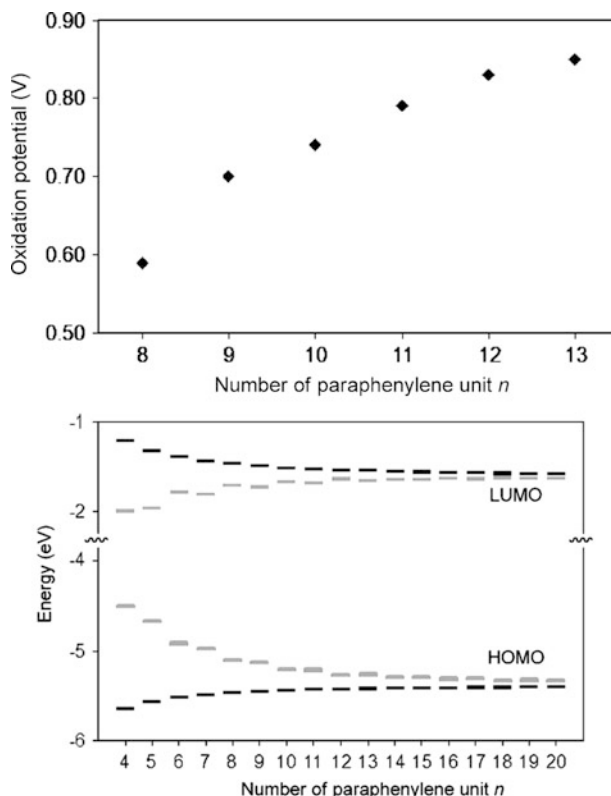 Oxidation potential (V)
0.90
0.80
0.70
0.60
0.50
8 9 10 11 12 13
Number of paraphenylene unit n
Energy (eV)
-1
-2
-4
-5
-6
LUMO
HOMO
4 5 6 7 8 9 10 11 12 13 14 15 16 17 18 19 20
Number of paraphenylene unit n